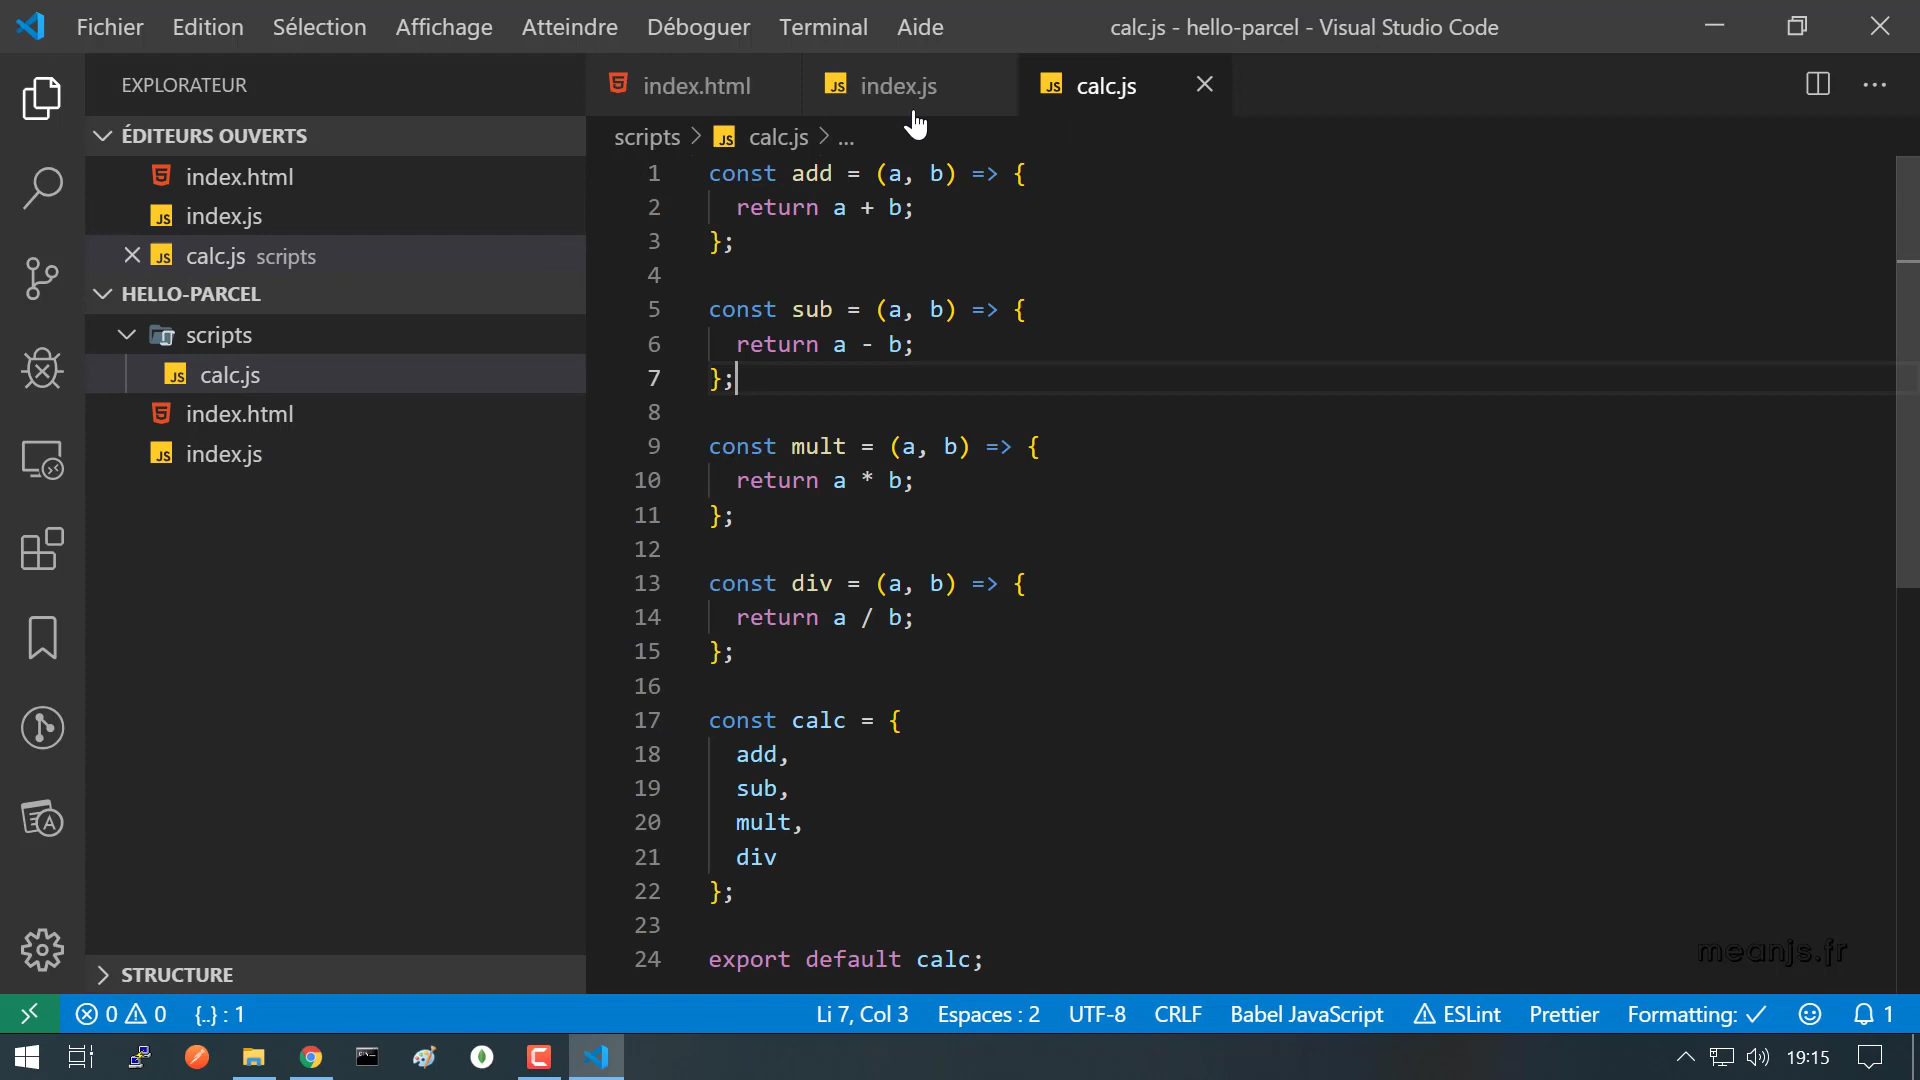 Fichier Edition Sélection Affichage Atteindre Déboguer Terminal Aide calc.js - hello-parcel - Visual Studio Code
EXPLORATEUR
ÉDITEURS OUVERTS
index.html
index.js
calc.js scripts
HELLO-PARCEL
scripts
calc.js
index.html
index.js
STRUCTURE
index.html JS index.js JS calc.js
scripts > JS calc.js > ...
1 const add = (a, b) => {
2 return a + b;
3 };
4
5 const sub = (a, b) => {
6 return a - b;
7 };
8
9 const mult = (a, b) => {
10 return a * b;
11 };
12
13 const div = (a, b) => {
14 return a / b;
15 };
16
17 const calc = {
18 add,
19 sub,
20 mult,
21 div
22 };
23
24 export default calc;
meanjs.fr
0 0 {..} : 1 Li 7, Col 3 Espaces : 2 UTF-8 CRLF Babel JavaScript ESLint Prettier Formatting: ✓ 1
19:15